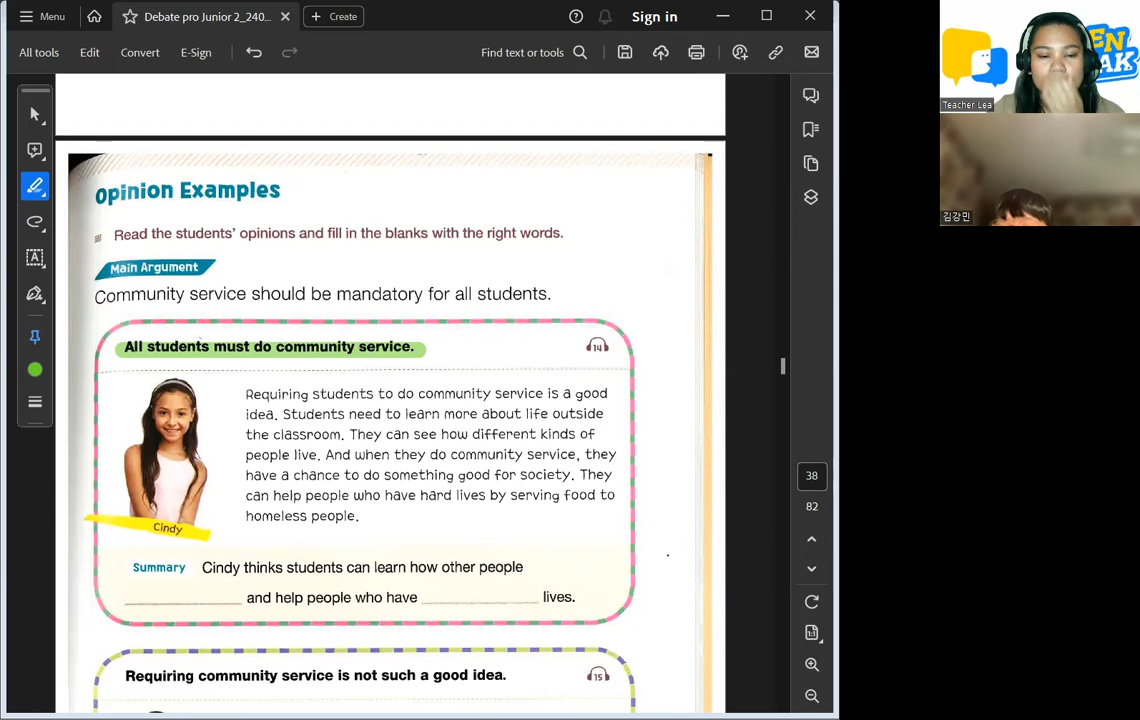 Menu
Debate pro Junior 2_240...
Create
Sign in
All tools
Edit
Convert
E-Sign
Find text or tools
Opinion Examples
Read the students' opinions and fill in the blanks with the right words.
Main Argument
Community service should be mandatory for all students.
All students must do community service.
14
Requiring students to do community service is a good
idea. Students need to learn more about life outside
the classroom. They can see how different kinds of
people live. And when they do community service, they
have a chance to do something good for society. They
can help people who have hard lives by serving food to
homeless people.
Cindy
Summary Cindy thinks students can learn how other people
____ and help people who have ____ lives.
Requiring community service is not such a good idea.
15
38
82
1:1
EN
AK
Teacher Lea
김강민